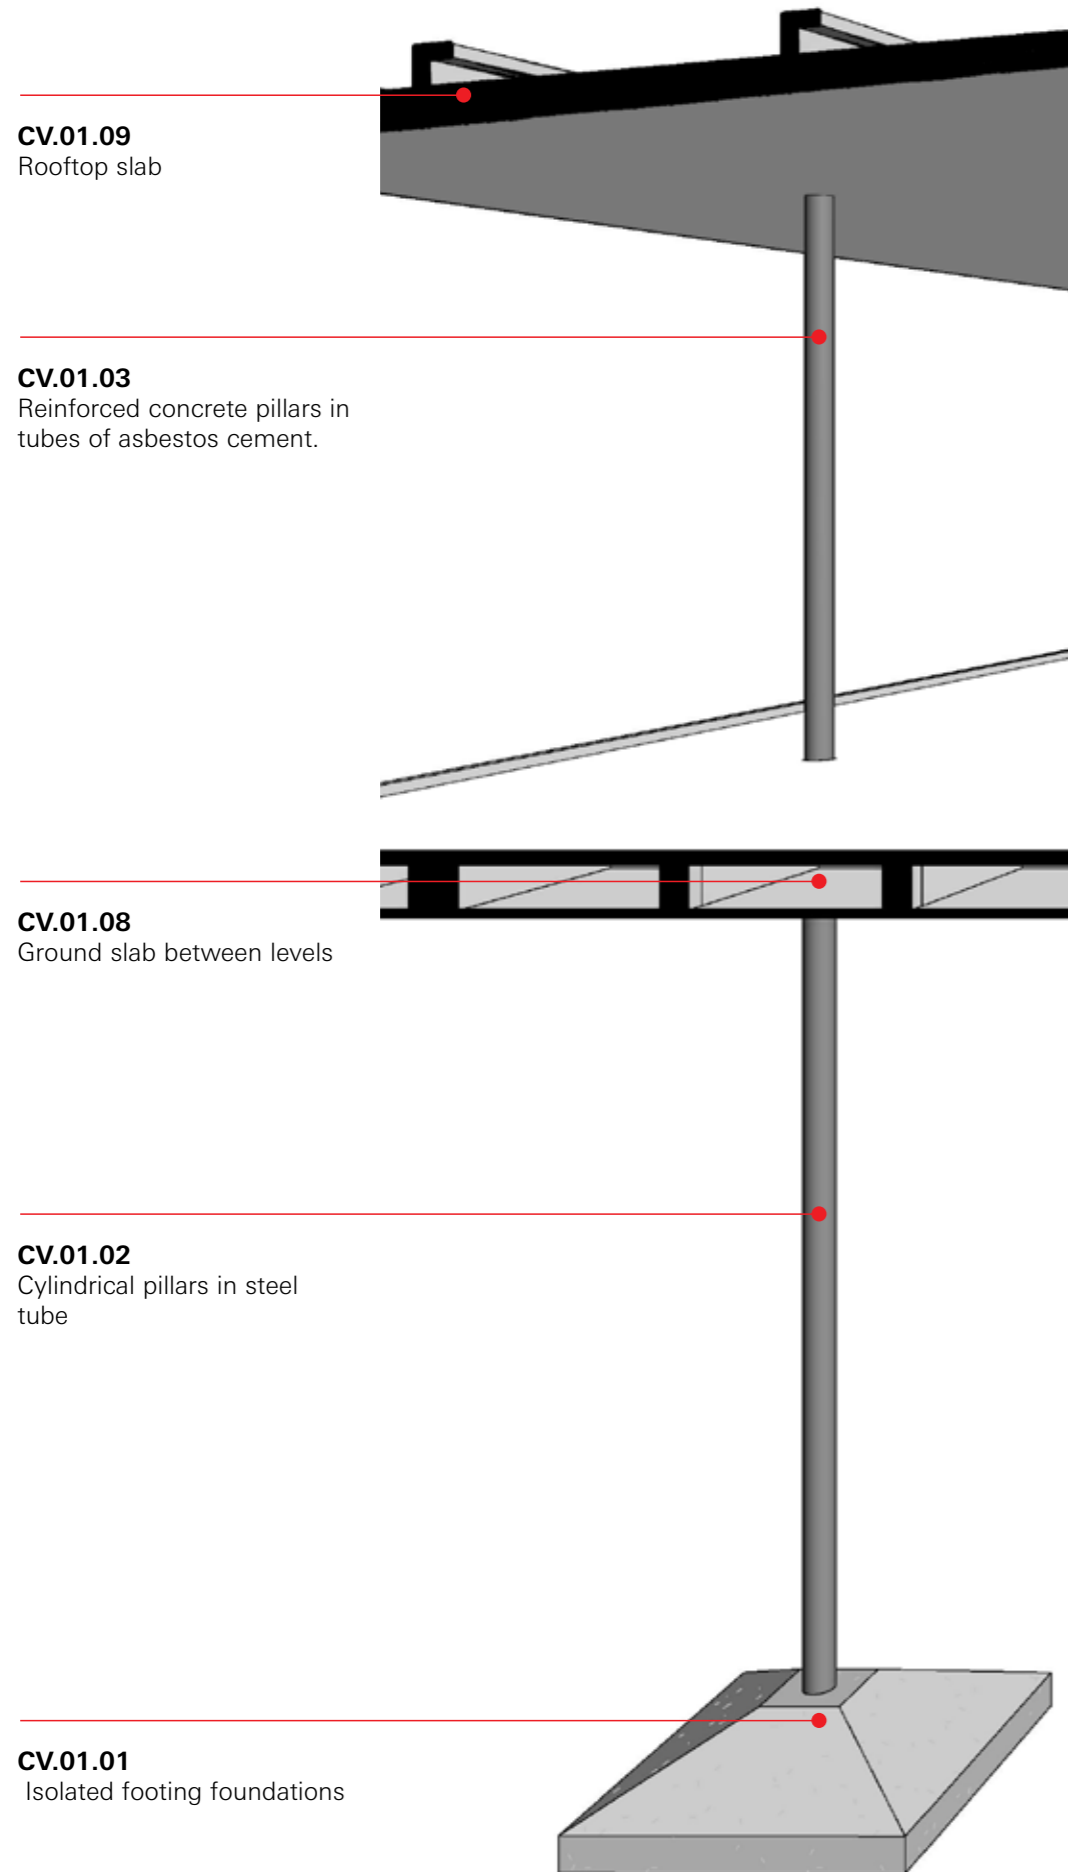 CV.01.09
Rooftop slab
CV.01.03
Reinforced concrete pillars in
tubes of asbestos cement.
CV.01.08
Ground slab between levels
CV.01.02
Cylindrical pillars in steel
tube
CV.01.01
Isolated footing foundations